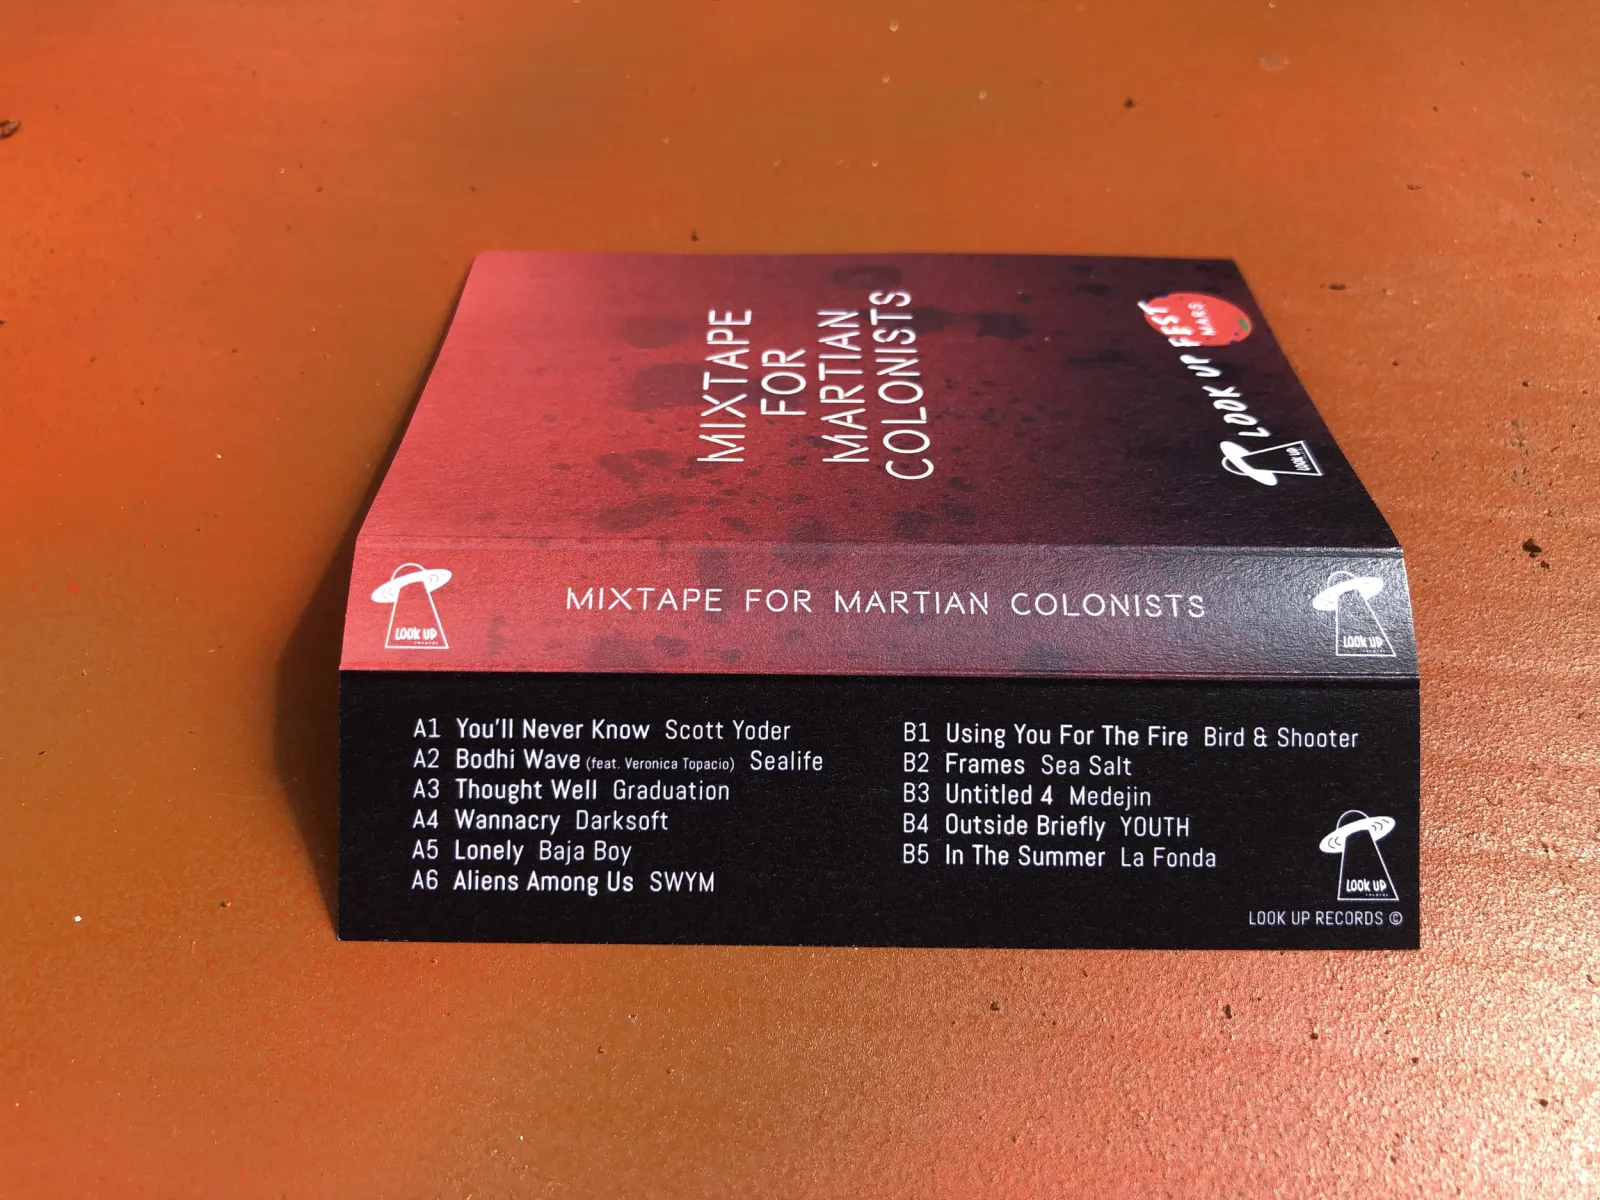 MIXTAPE
FOR
MARTIAN
COLONISTS
LOOK UP FEST
MARS
LOOK UP
LOOK UP
records
MIXTAPE FOR MARTIAN COLONISTS
LOOK UP
records
A1 You'll Never Know Scott Yoder
A2 Bodhi Wave (feat. Veronica Topacio) Sealife
A3 Thought Well Graduation
A4 Wannacry Darksoft
A5 Lonely Baja Boy
A6 Aliens Among Us SWYM
B1 Using You For The Fire Bird & Shooter
B2 Frames Sea Salt
B3 Untitled 4 Medejin
B4 Outside Briefly YOUTH
B5 In The Summer La Fonda
LOOK UP
records
LOOK UP RECORDS ©